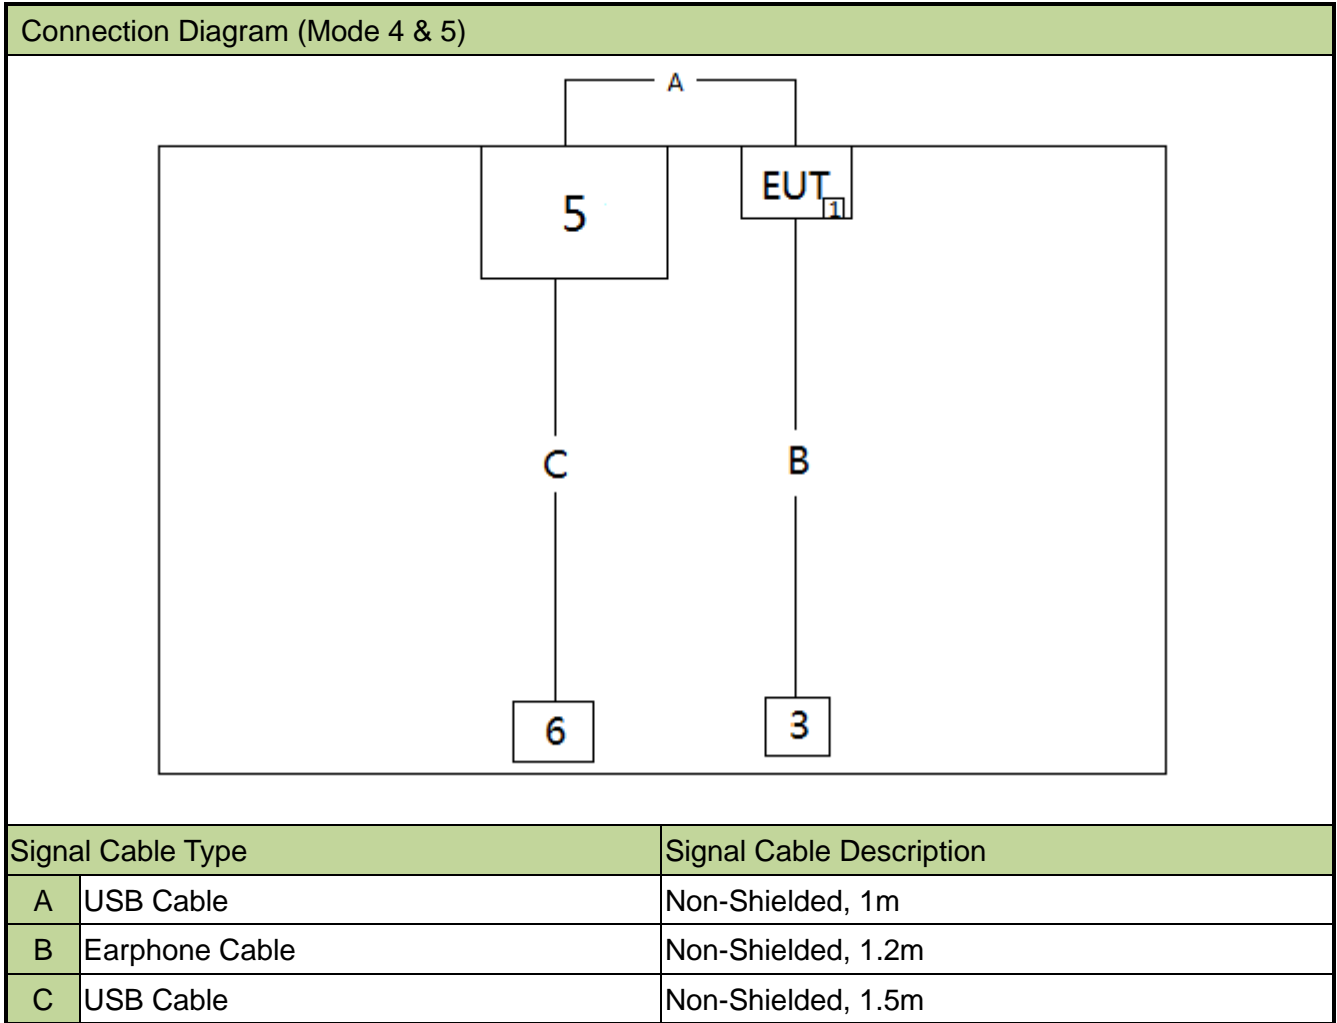 Connection Diagram (Mode 4 & 5)
A
5
EUT
1
C
B
6
3
Signal Cable Type Signal Cable Description
A USB Cable Non-Shielded, 1m
B Earphone Cable Non-Shielded, 1.2m
C USB Cable Non-Shielded, 1.5m